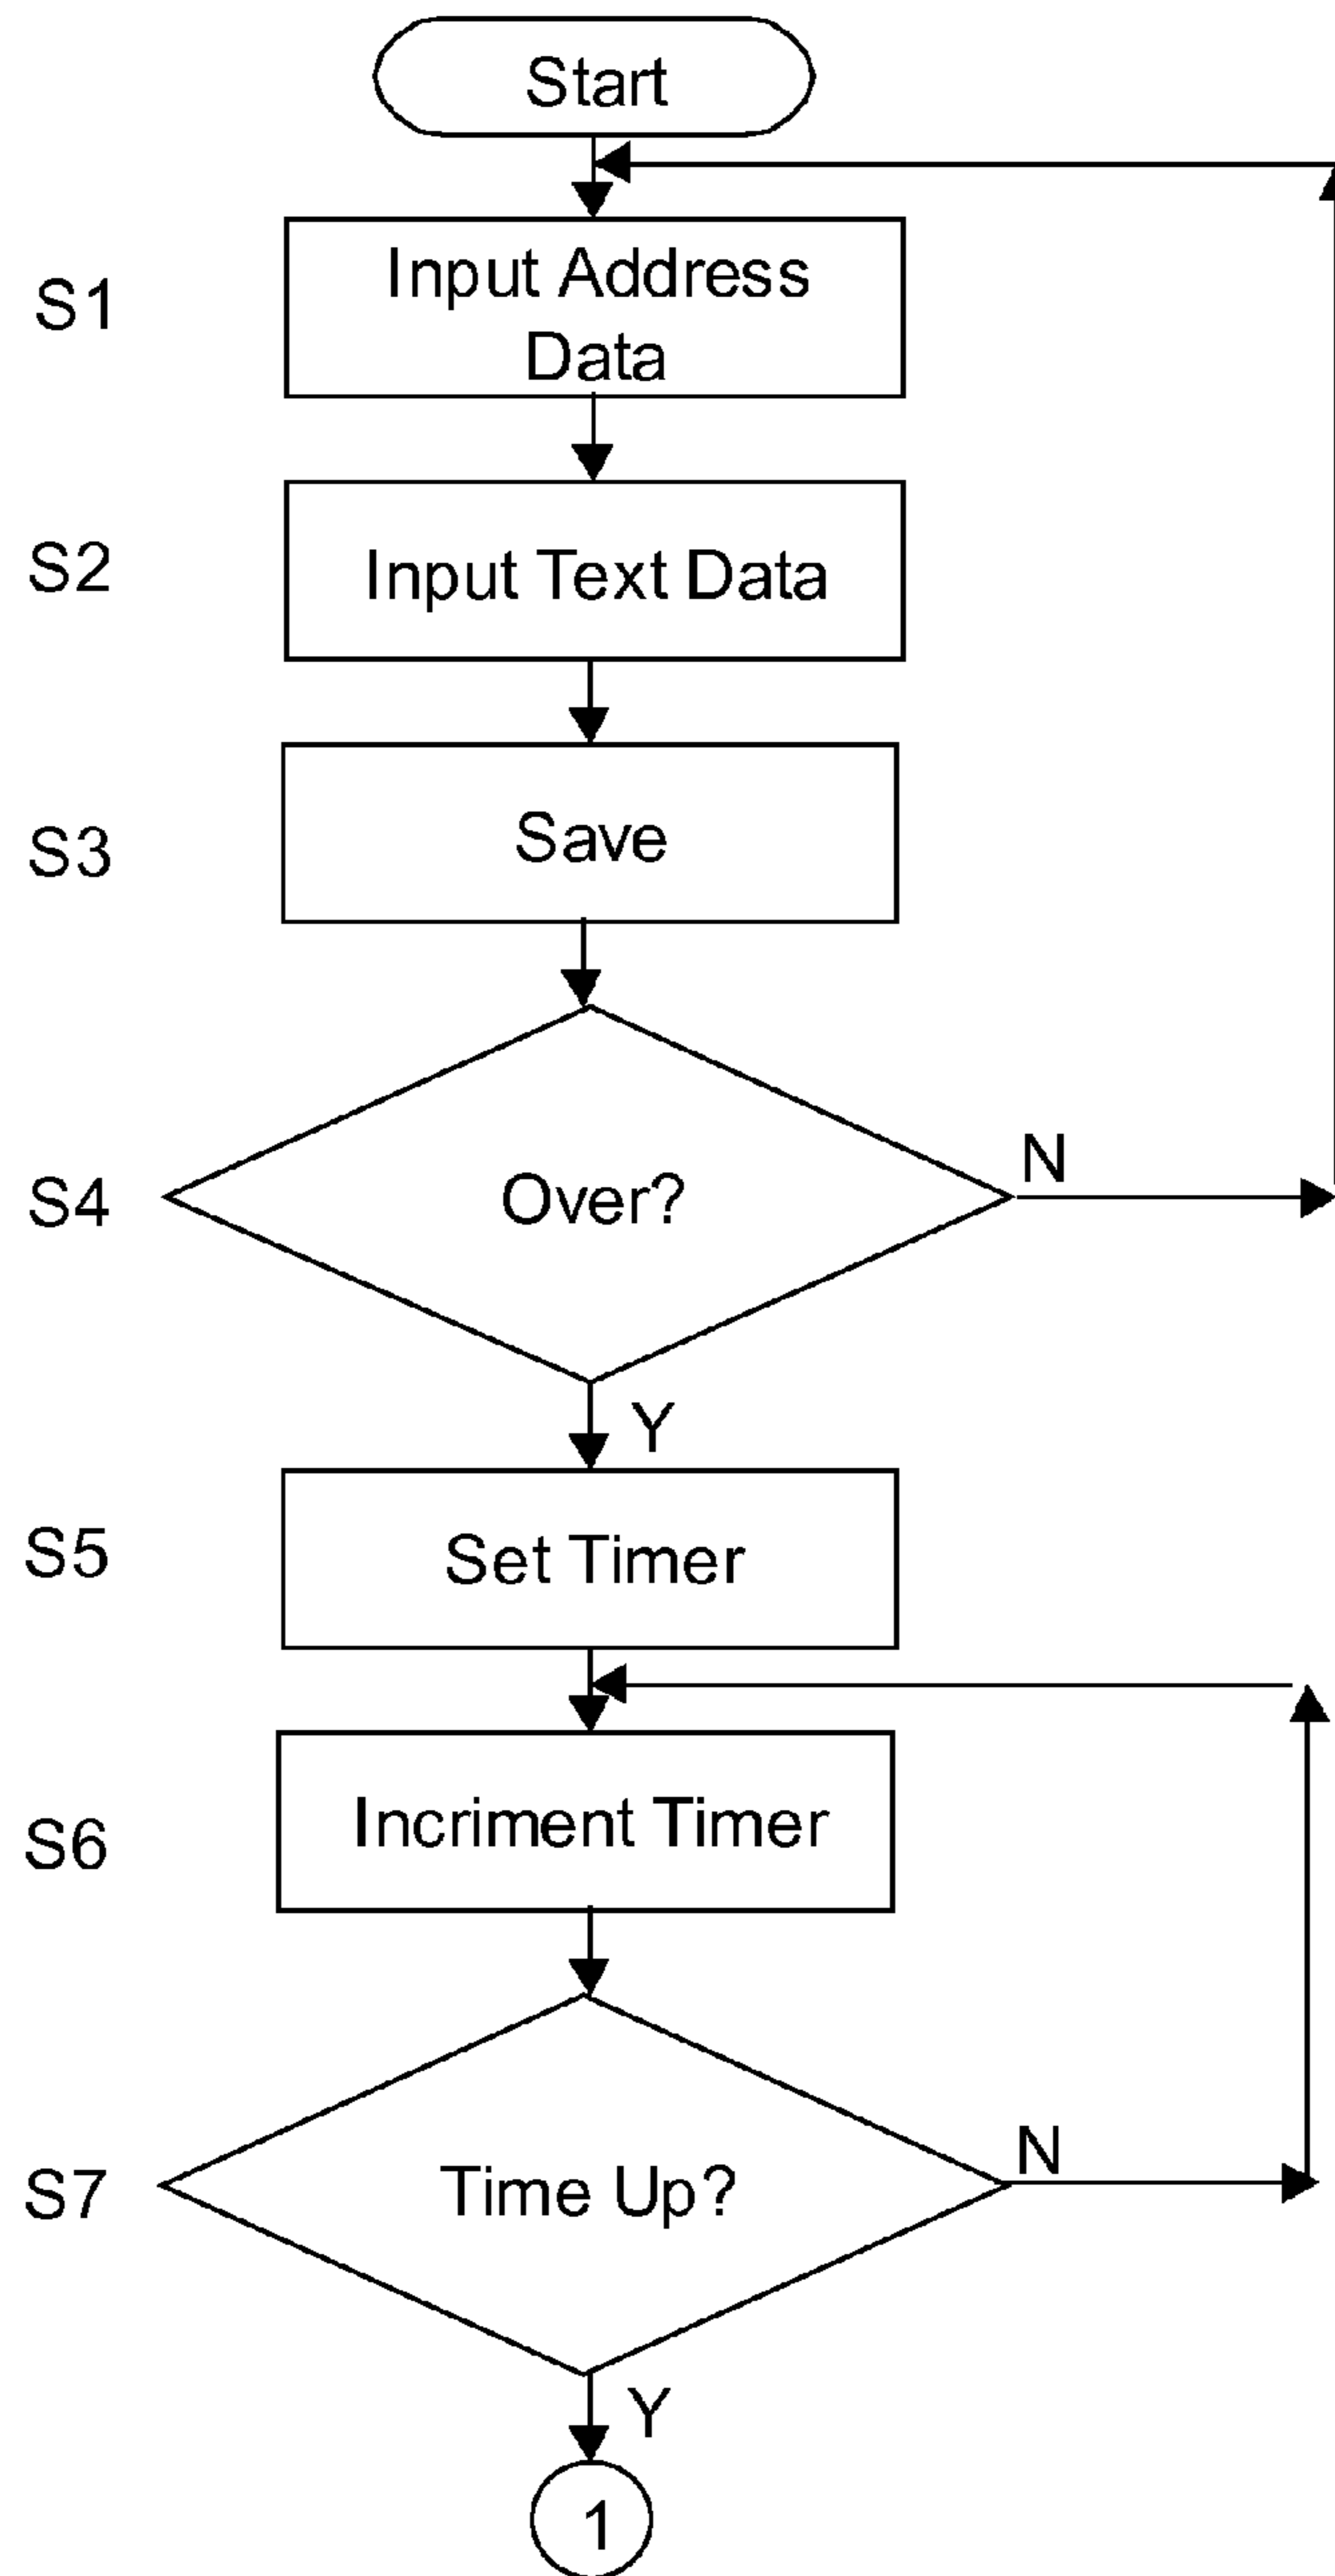 Start
S1
Input Address
Data
S2
Input Text Data
S3
Save
S4
Over?
N
Y
S5
Set Timer
S6
Incriment Timer
S7
Time Up?
N
Y
1